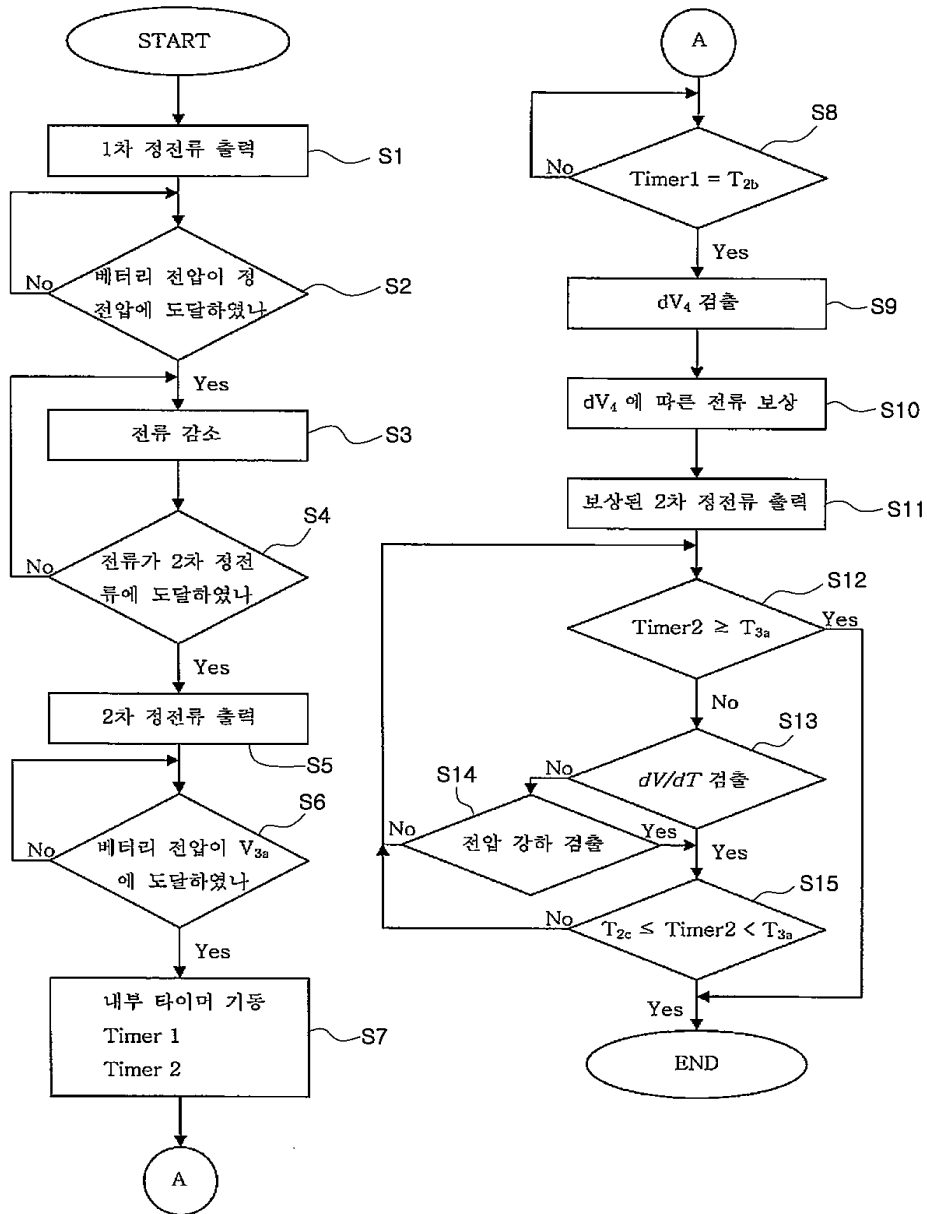 START
1차 정전류 출력
S1
베터리 전압이 정
전압에 도달하였나
S2
No
Yes
전류 감소
S3
전류가 2차 정전
류에 도달하였나
S4
No
Yes
2차 정전류 출력
S5
베터리 전압이 V3a
에 도달하였나
S6
No
Yes
내부 타이머 기동
Timer 1
Timer 2
S7
A
A
S8
No
Timer1 = T2b
Yes
dV4 검출
S9
dV4 에 따른 전류 보상
S10
보상된 2차 정전류 출력
S11
S12
Timer2 ≥ T3a
Yes
No
S13
dV/dT 검출
No
S14
전압 강하 검출
No
Yes
Yes
S15
T2c ≤ Timer2 < T3a
No
Yes
END